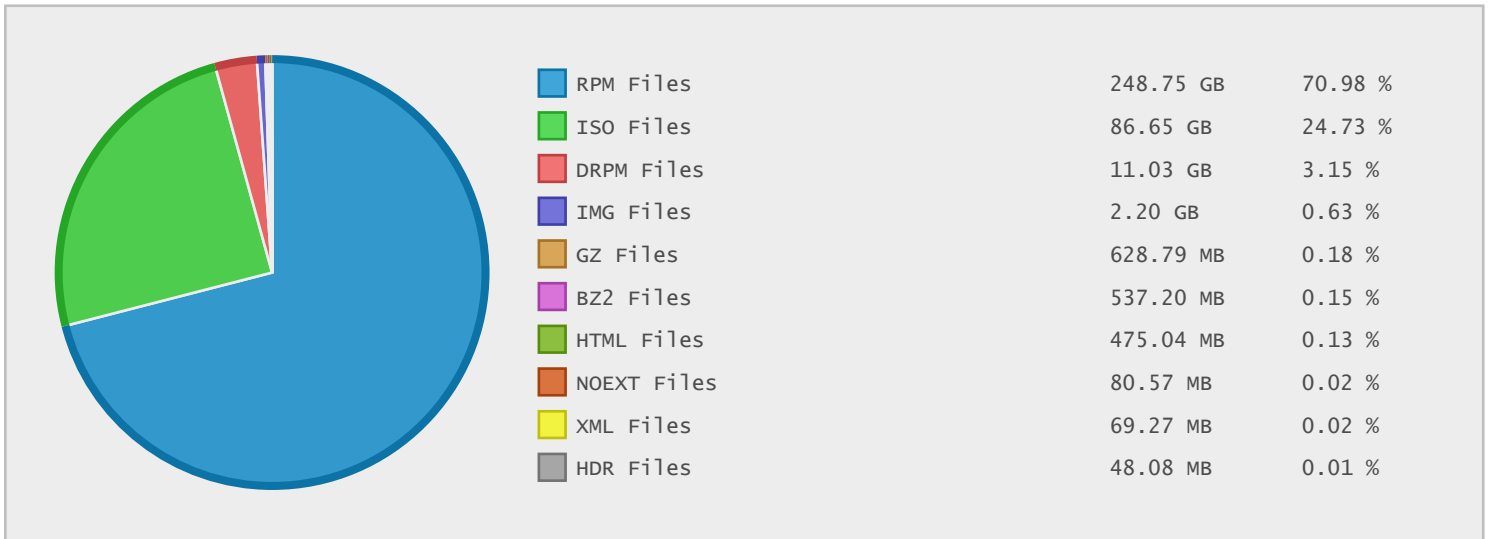 RPM Files 248.75 GB 70.98 %
ISO Files 86.65 GB 24.73 %
DRPM Files 11.03 GB 3.15 %
IMG Files 2.20 GB 0.63 %
GZ Files 628.79 MB 0.18 %
BZ2 Files 537.20 MB 0.15 %
HTML Files 475.04 MB 0.13 %
NOEXT Files 80.57 MB 0.02 %
XML Files 69.27 MB 0.02 %
HDR Files 48.08 MB 0.01 %